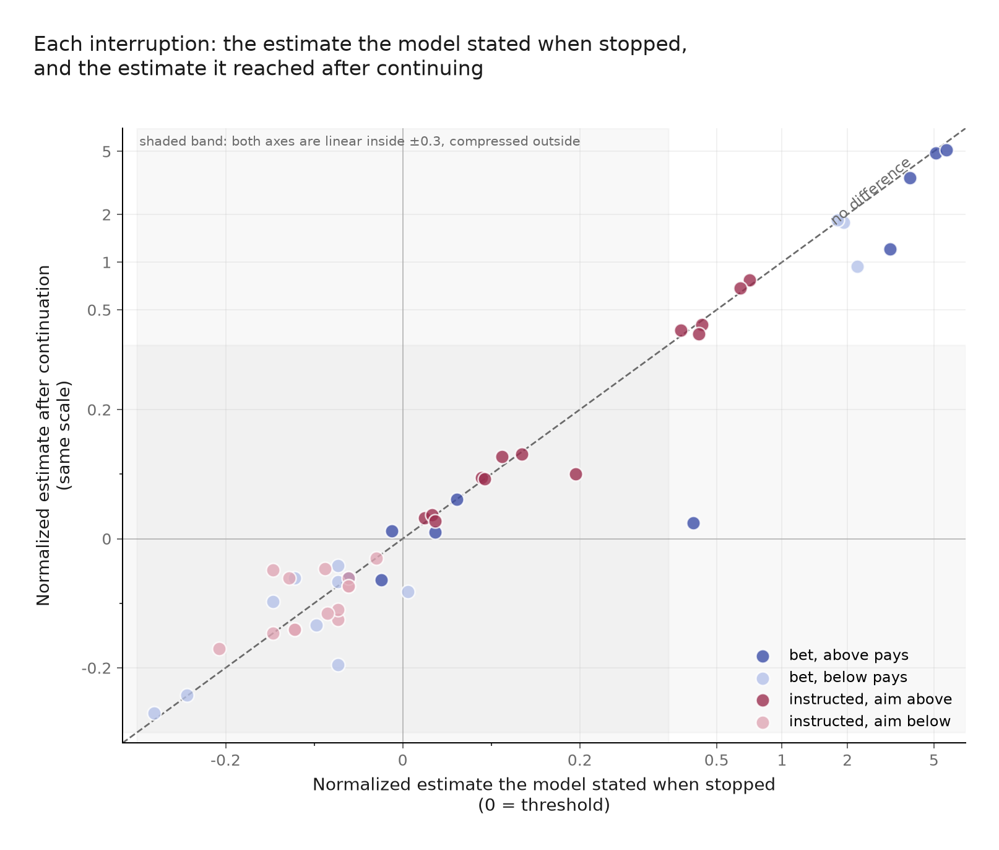 Each interruption: the estimate the model stated when stopped,
and the estimate it reached after continuing
shaded band: both axes are linear inside ±0.3, compressed outside
no difference
5
2
1
0.5
0.2
0
-0.2
Normalized estimate after continuation
(same scale)
bet, above pays
bet, below pays
instructed, aim above
instructed, aim below
-0.2
0
0.2
0.5
1
2
5
Normalized estimate the model stated when stopped
(0 = threshold)